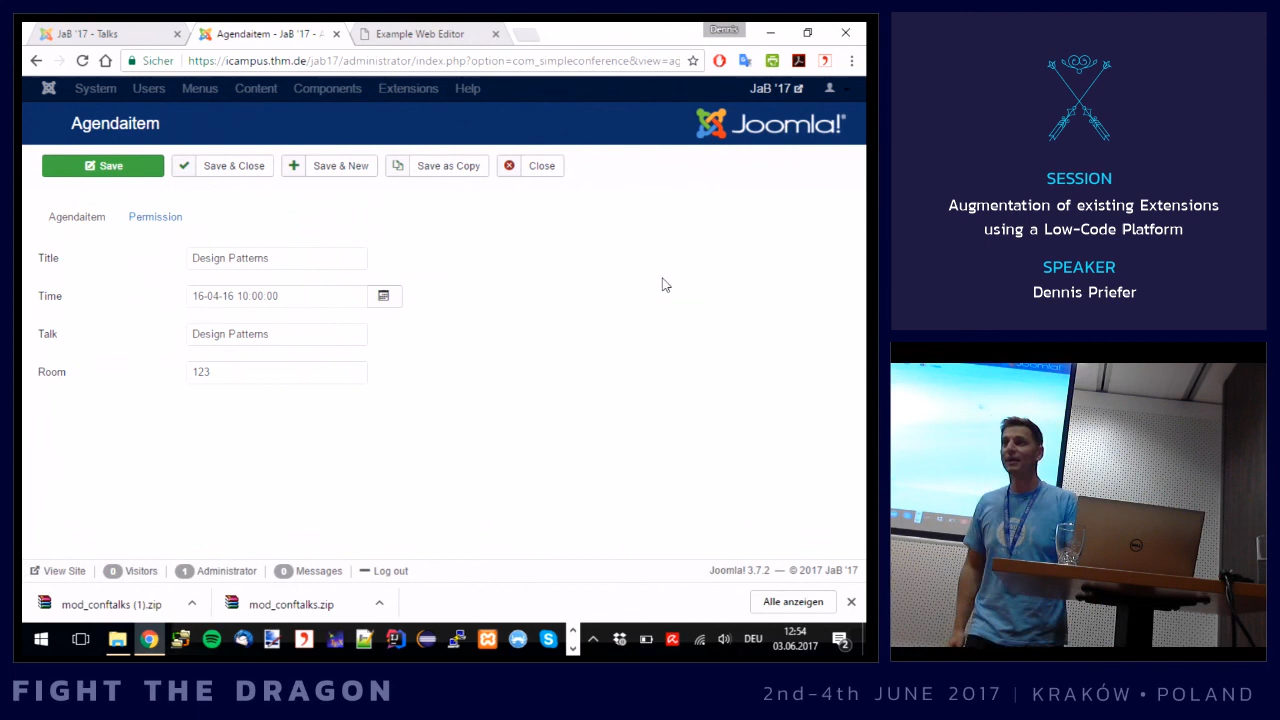 JaB '17 - Talks
Agendaitem - JaB '17 - A
Example Web Editor
Dennis
Sicher
https://icampus.thm.de/jab17/administrator/index.php?option=com_simpleconference&view=ag
System Users Menus Content Components Extensions Help
JaB '17
Agendaitem
Joomla!®
Save
Save & Close
Save & New
Save as Copy
Close
Agendaitem
Permission
Title
Design Patterns
Time
16-04-16 10:00:00
Talk
Design Patterns
Room
123
View Site
0 Visitors
1 Administrator
0 Messages
Log out
Joomla! 3.7.2 — © 2017 JaB '17
mod_conftalks (1).zip
mod_conftalks.zip
Alle anzeigen
DEU
12:54
03.06.2017
2
SESSION
Augmentation of existing Extensions
using a Low-Code Platform
SPEAKER
Dennis Priefer
DELL
FIGHT THE DRAGON
2nd-4th JUNE 2017 | KRAKÓW • POLAND